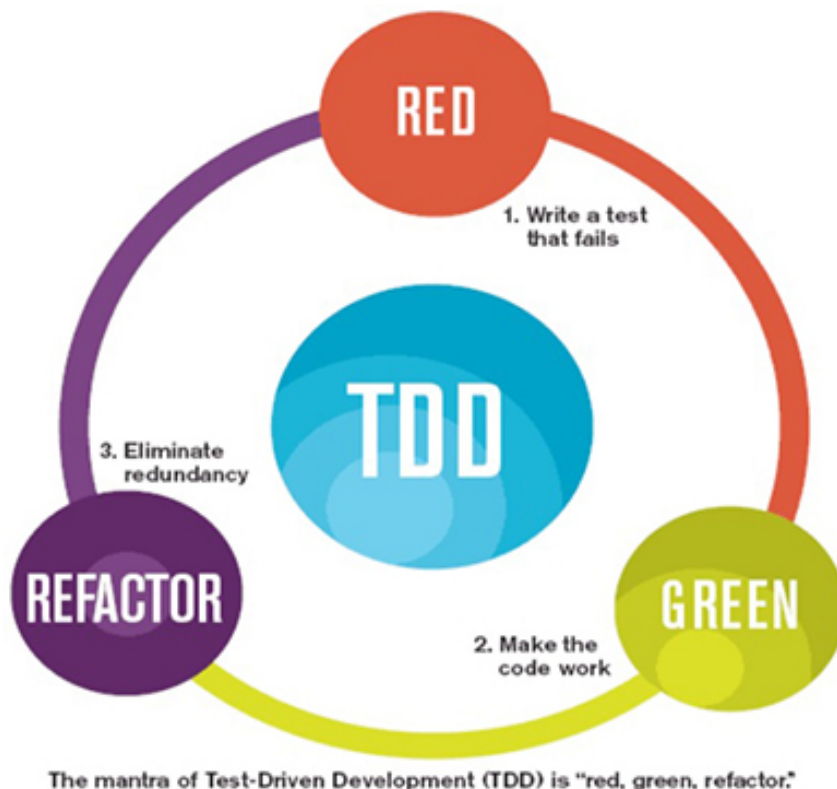 RED
1. Write a test
that fails
TDD
3. Eliminate
redundancy
REFACTOR
GREEN
2. Make the
code work
The mantra of Test-Driven Development (TDD) is “red, green, refactor.”